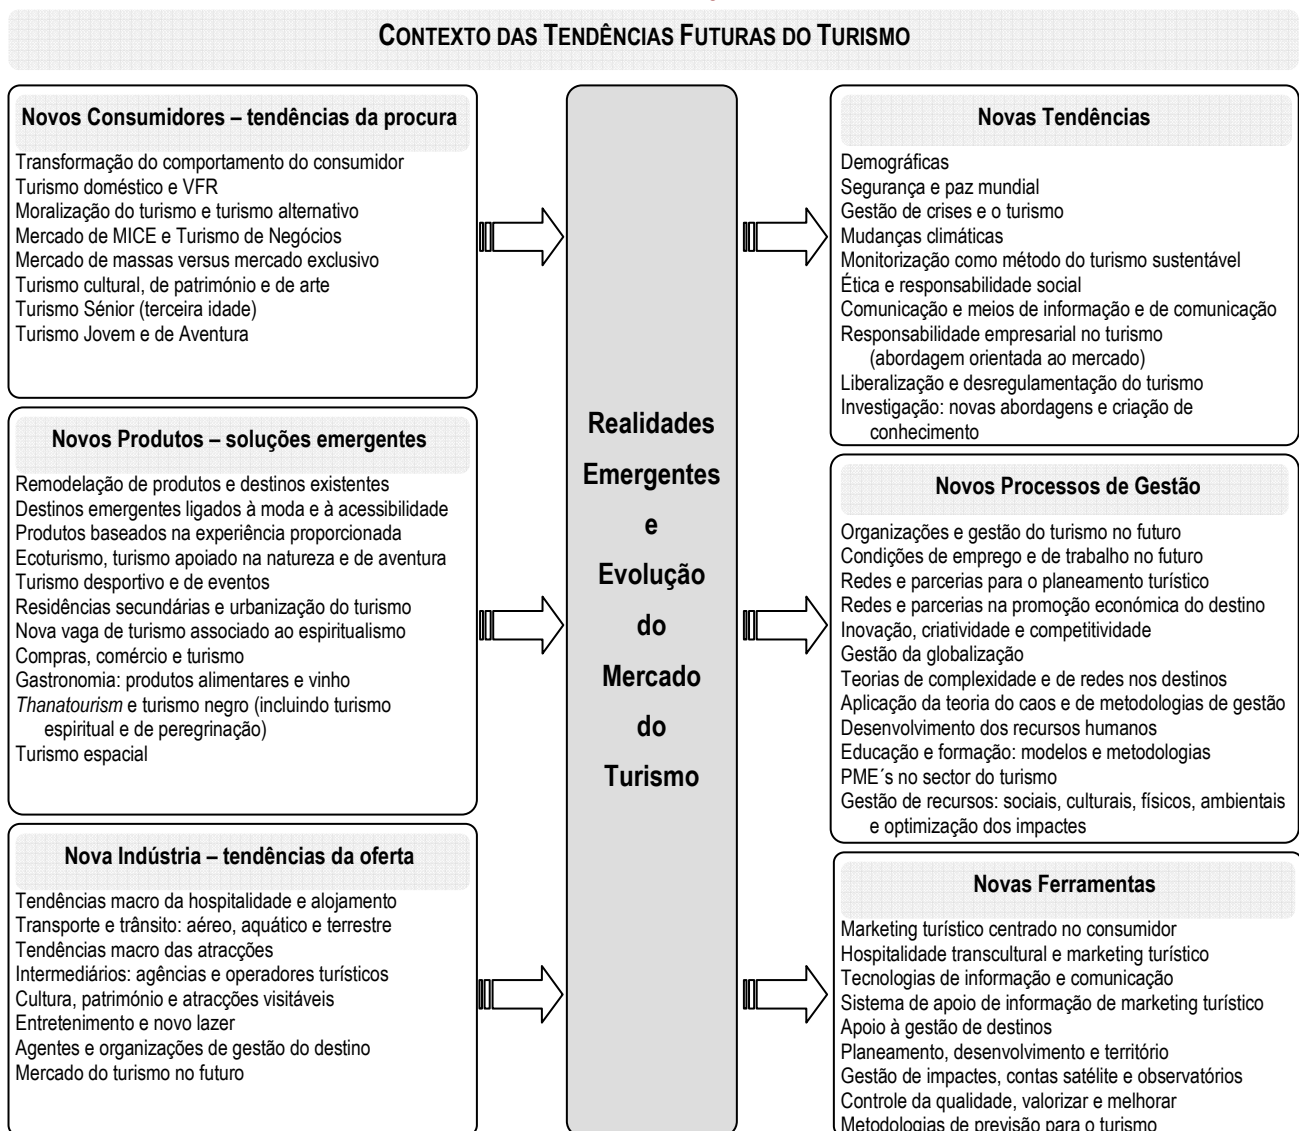 CONTEXTO DAS TENDÊNCIAS FUTURAS DO TURISMO
Novos Consumidores – tendências da procura
Transformação do comportamento do consumidor
Turismo doméstico e VFR
Moralização do turismo e turismo alternativo
Mercado de MICE e Turismo de Negócios
Mercado de massas versus mercado exclusivo
Turismo cultural, de património e de arte
Turismo Sénior (terceira idade)
Turismo Jovem e de Aventura
Novos Produtos – soluções emergentes
Remodelação de produtos e destinos existentes
Destinos emergentes ligados à moda e à acessibilidade
Produtos baseados na experiência proporcionada
Ecoturismo, turismo apoiado na natureza e de aventura
Turismo desportivo e de eventos
Residências secundárias e urbanização do turismo
Nova vaga de turismo associado ao espiritualismo
Compras, comércio e turismo
Gastronomia: produtos alimentares e vinho
Thanatourism e turismo negro (incluindo turismo
espiritual e de peregrinação)
Turismo espacial
Nova Indústria – tendências da oferta
Tendências macro da hospitalidade e alojamento
Transporte e trânsito: aéreo, aquático e terrestre
Tendências macro das atracções
Intermediários: agências e operadores turísticos
Cultura, património e atracções visitáveis
Entretenimento e novo lazer
Agentes e organizações de gestão do destino
Mercado do turismo no futuro
Realidades
Emergentes
e
Evolução
do
Mercado
do
Turismo
Novas Tendências
Demográficas
Segurança e paz mundial
Gestão de crises e o turismo
Mudanças climáticas
Monitorização como método do turismo sustentável
Ética e responsabilidade social
Comunicação e meios de informação e de comunicação
Responsabilidade empresarial no turismo
(abordagem orientada ao mercado)
Liberalização e desregulamentação do turismo
Investigação: novas abordagens e criação de
conhecimento
Novos Processos de Gestão
Organizações e gestão do turismo no futuro
Condições de emprego e de trabalho no futuro
Redes e parcerias para o planeamento turístico
Redes e parcerias na promoção económica do destino
Inovação, criatividade e competitividade
Gestão da globalização
Teorias de complexidade e de redes nos destinos
Aplicação da teoria do caos e de metodologias de gestão
Desenvolvimento dos recursos humanos
Educação e formação: modelos e metodologias
PME´s no sector do turismo
Gestão de recursos: sociais, culturais, físicos, ambientais
e optimização dos impactes
Novas Ferramentas
Marketing turístico centrado no consumidor
Hospitalidade transcultural e marketing turístico
Tecnologias de informação e comunicação
Sistema de apoio de informação de marketing turístico
Apoio à gestão de destinos
Planeamento, desenvolvimento e território
Gestão de impactes, contas satélite e observatórios
Controle da qualidade, valorizar e melhorar
Metodologias de previsão para o turismo